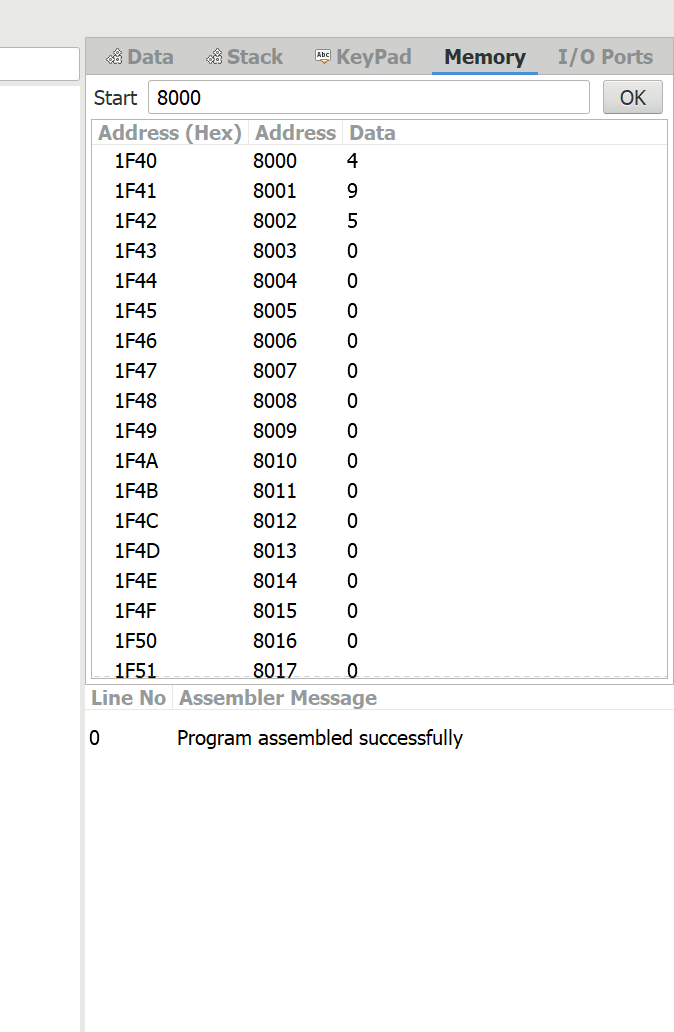 Data Stack Abc KeyPad Memory I/O Ports
Start 8000 OK
Address (Hex) Address Data
1F40 8000 4
1F41 8001 9
1F42 8002 5
1F43 8003 0
1F44 8004 0
1F45 8005 0
1F46 8006 0
1F47 8007 0
1F48 8008 0
1F49 8009 0
1F4A 8010 0
1F4B 8011 0
1F4C 8012 0
1F4D 8013 0
1F4E 8014 0
1F4F 8015 0
1F50 8016 0
1F51 8017 0
Line No Assembler Message
0 Program assembled successfully